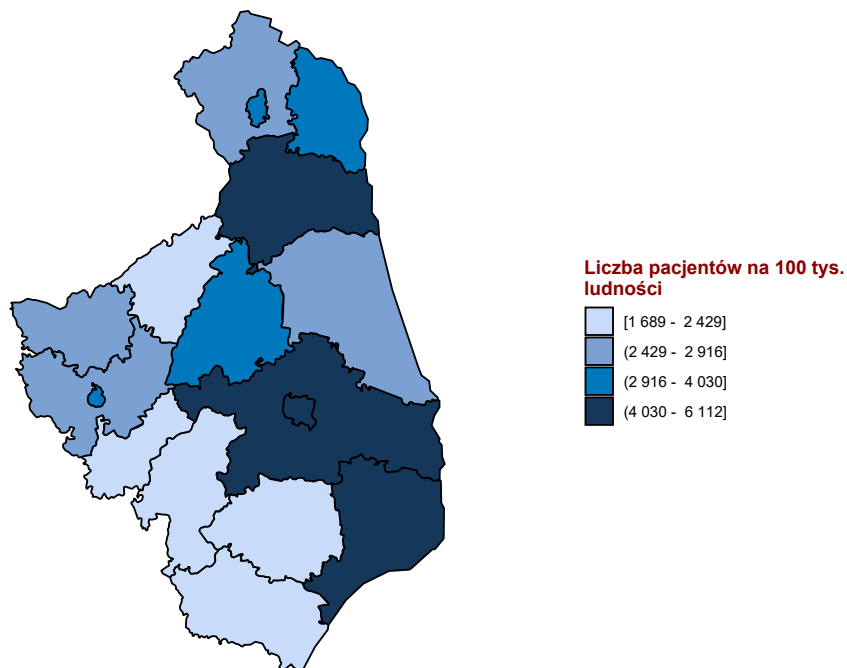 Liczba pacjentów na 100 tys.
ludności
[1 689 - 2 429]
(2 429 - 2 916]
(2 916 - 4 030]
(4 030 - 6 112]